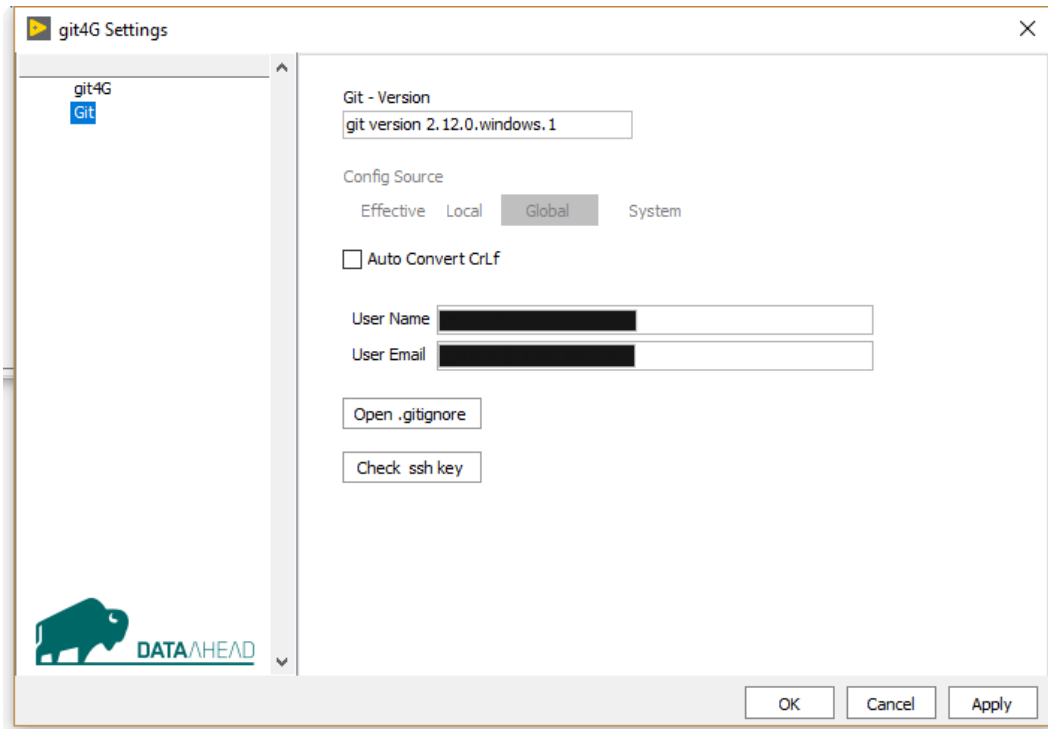 git4G Settings
git4G
Git
Git - Version
git version 2.12.0.windows.1
Config Source
Effective Local Global System
Auto Convert CrLf
User Name
User Email
Open .gitignore
Check ssh key
DATAAHEAD
OK Cancel Apply